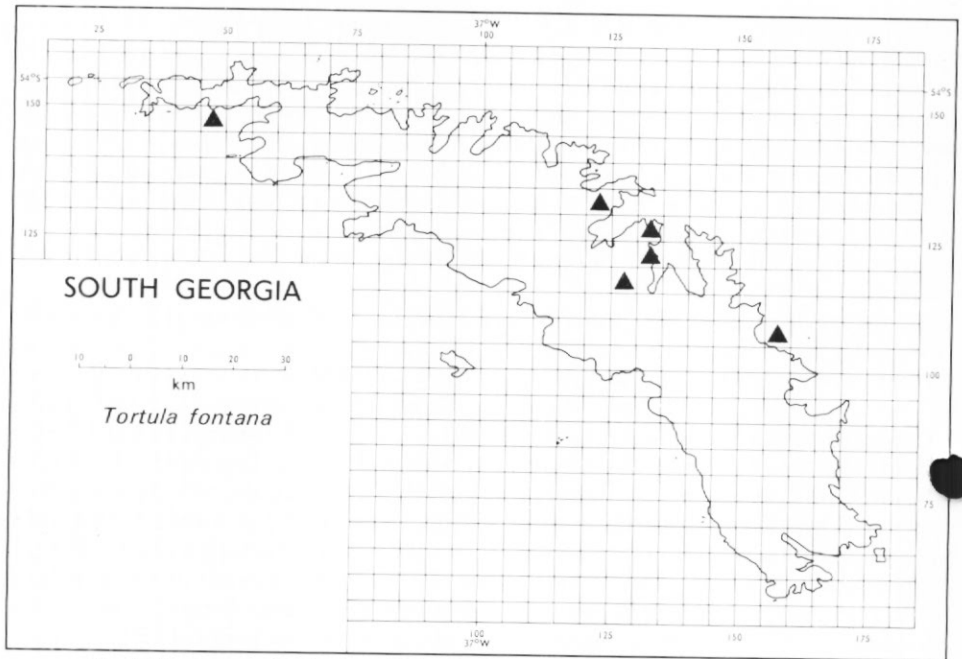 37°W
25 50 75 100 125 150 175
54°S 54°S
150 150
125 125
SOUTH GEORGIA
10 0 10 20 30
km
100
Tortula fontana
75
100 125 150 175
37°W